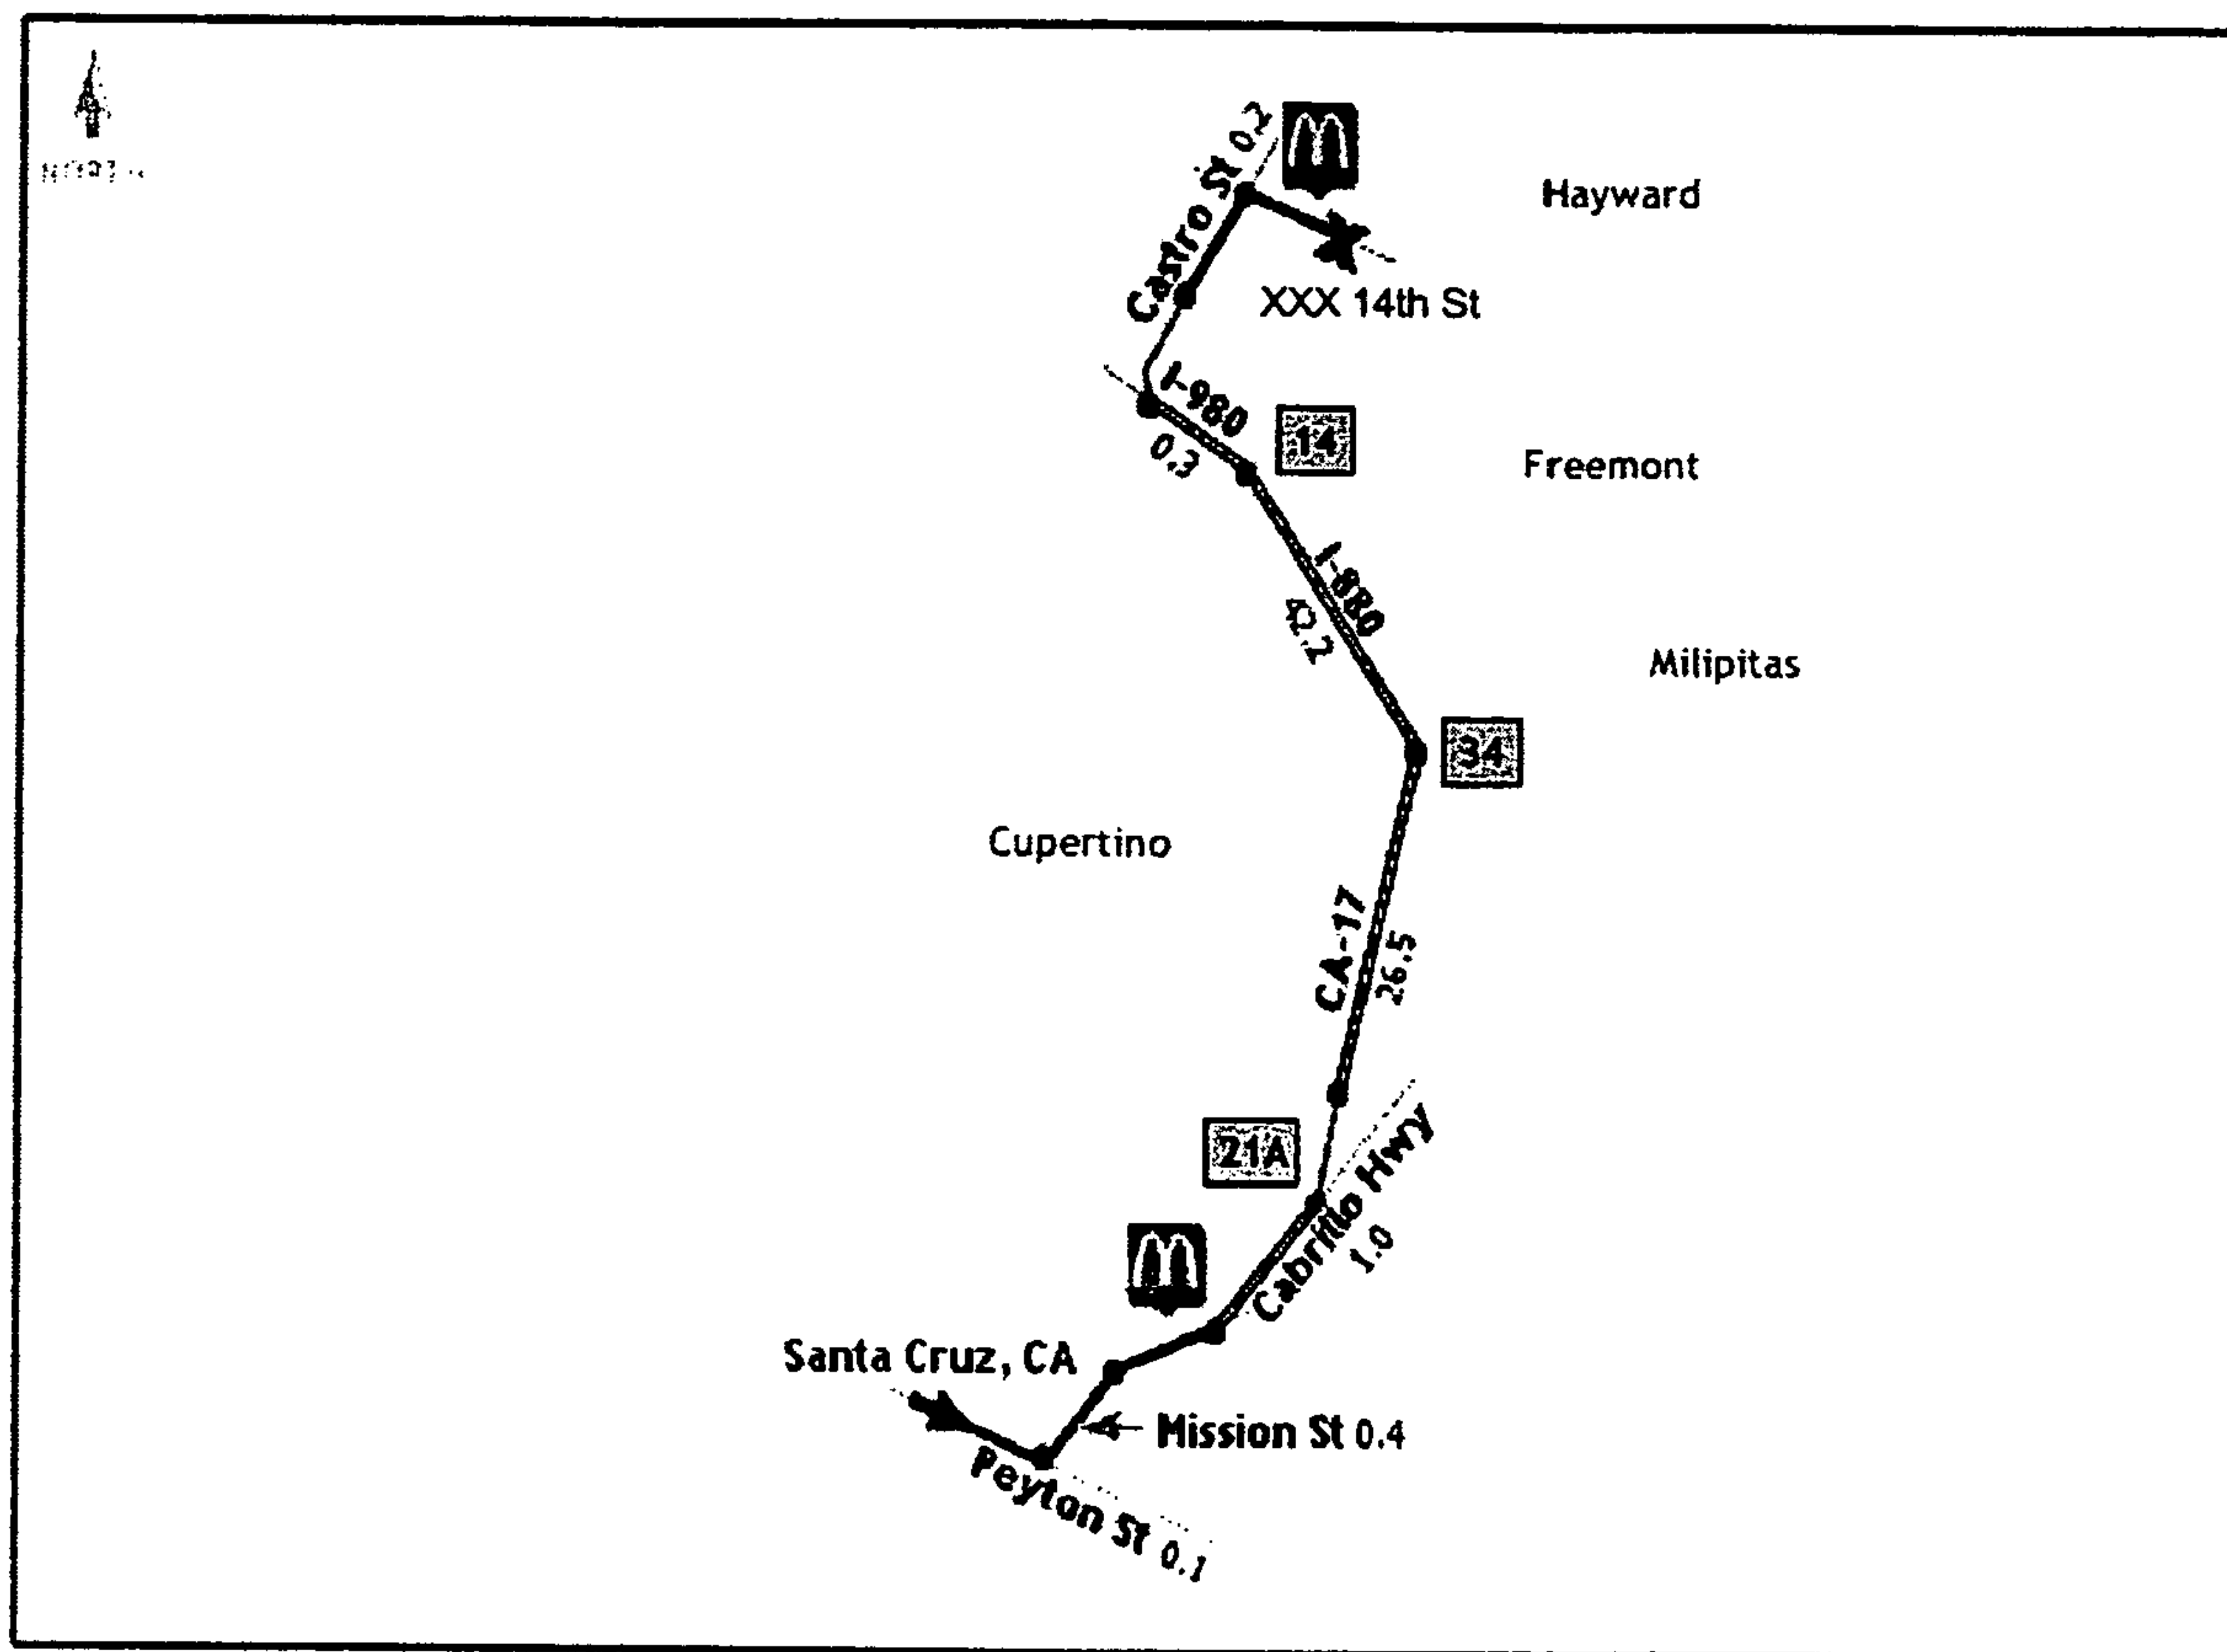 NORTH
Castro St 0.2
Hayward
XXX 14th St
I-980
0.3
14
Freemont
I-880
42.2
Milipitas
34
Cupertino
CA-17
26.5
21A
Cabrillo Hwy
1.0
Santa Cruz, CA
Mission St 0.4
Peyton St 0.1